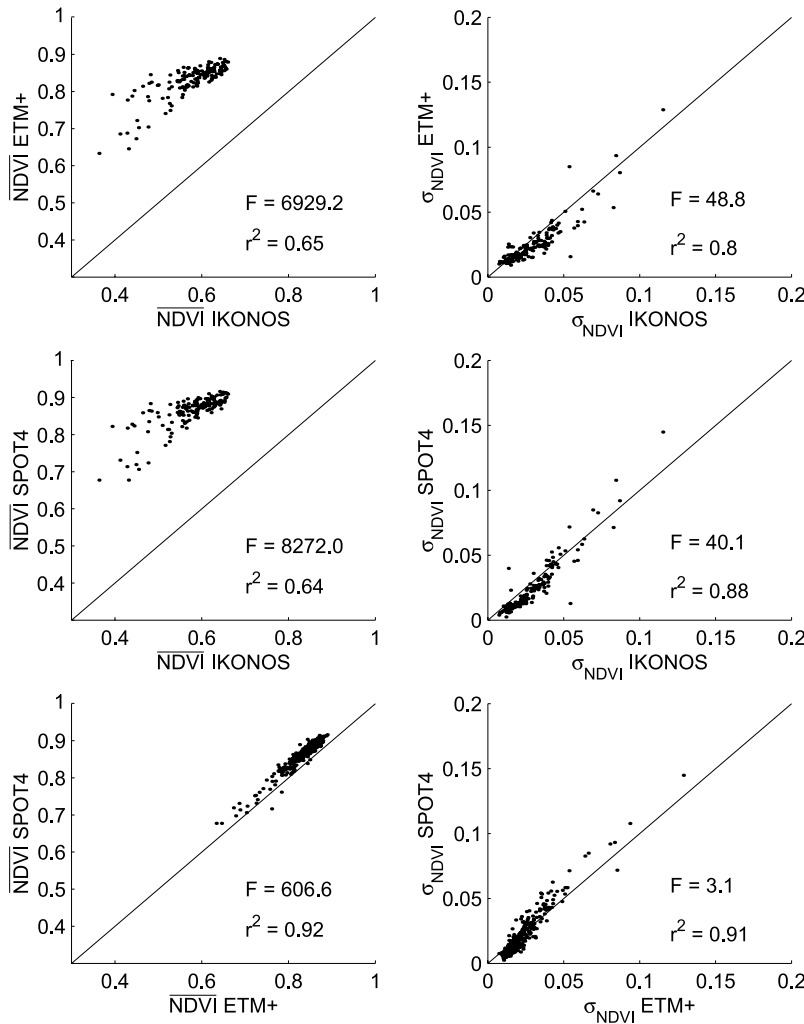 1
0.9
0.8
0.7
0.6
0.5
0.4
NDVI ETM+
F = 6929.2
r² = 0.65
0.4 0.6 0.8 1
NDVI IKONOS
0.2
0.15
0.1
0.05
0
σNDVI ETM+
F = 48.8
r² = 0.8
0 0.05 0.1 0.15 0.2
σNDVI IKONOS
1
0.9
0.8
0.7
0.6
0.5
0.4
NDVI SPOT4
F = 8272.0
r² = 0.64
0.4 0.6 0.8 1
NDVI IKONOS
0.2
0.15
0.1
0.05
0
σNDVI SPOT4
F = 40.1
r² = 0.88
0 0.05 0.1 0.15 0.2
σNDVI IKONOS
1
0.9
0.8
0.7
0.6
0.5
0.4
NDVI SPOT4
F = 606.6
r² = 0.92
0.4 0.6 0.8 1
NDVI ETM+
0.2
0.15
0.1
0.05
0
σNDVI SPOT4
F = 3.1
r² = 0.91
0 0.05 0.1 0.15 0.2
σNDVI ETM+